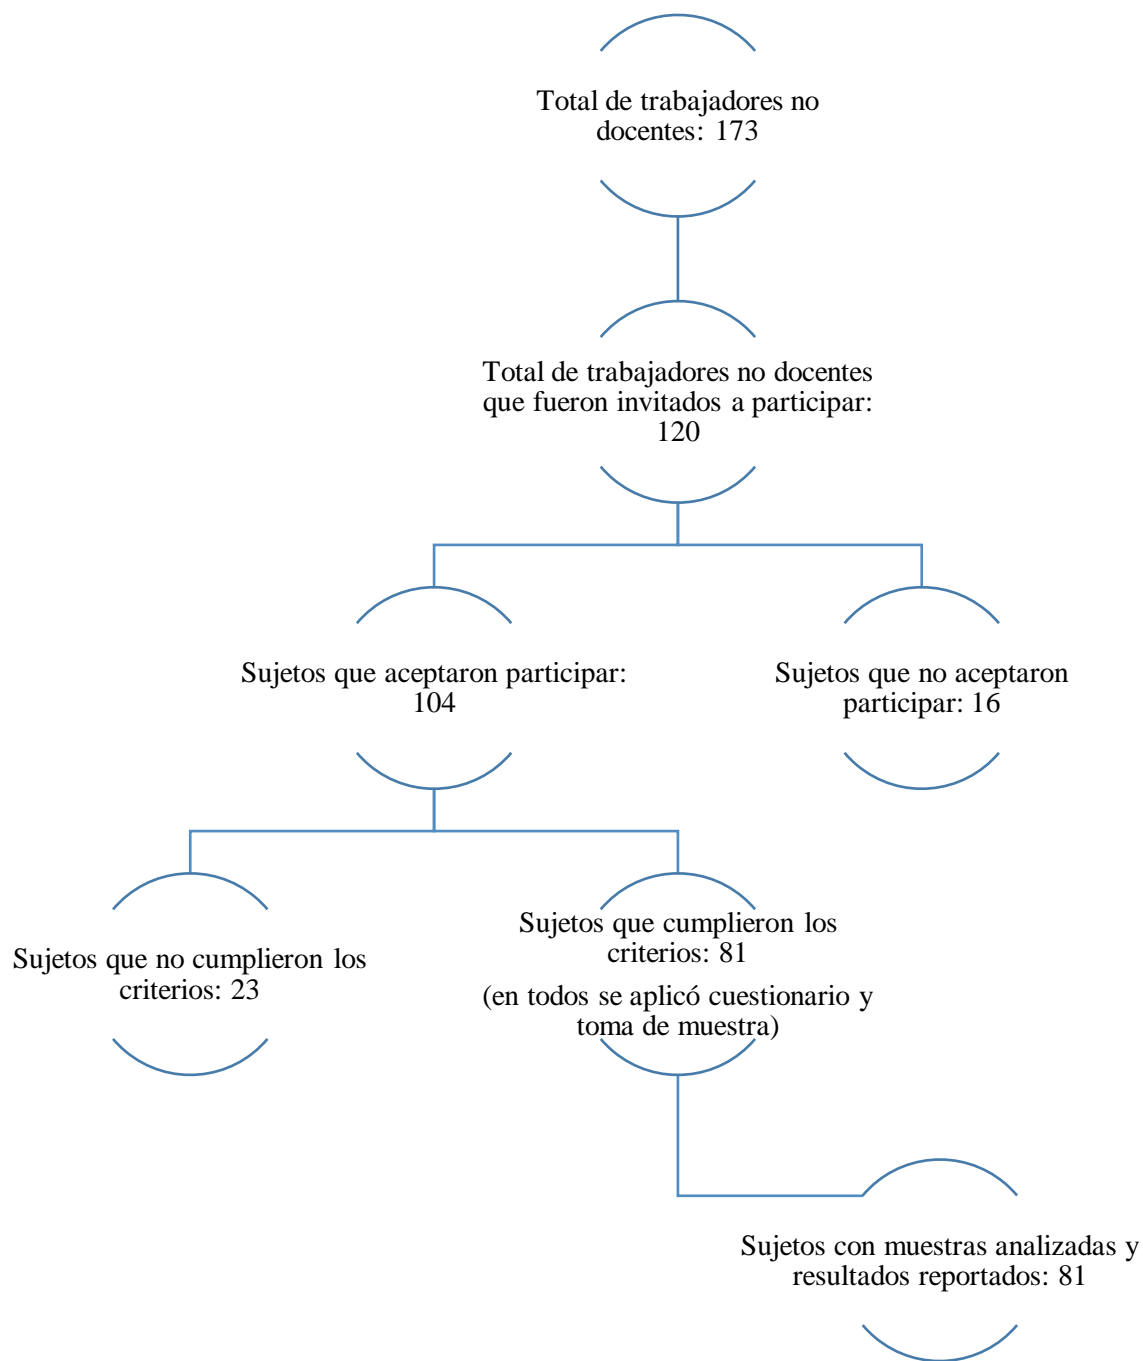 Total de trabajadores no
docentes: 173
Total de trabajadores no docentes
que fueron invitados a participar:
120
Sujetos que aceptaron participar:
104
Sujetos que no aceptaron
participar: 16
Sujetos que no cumplieron los
criterios: 23
Sujetos que cumplieron los
criterios: 81
(en todos se aplicó cuestionario y
toma de muestra)
Sujetos con muestras analizadas y
resultados reportados: 81